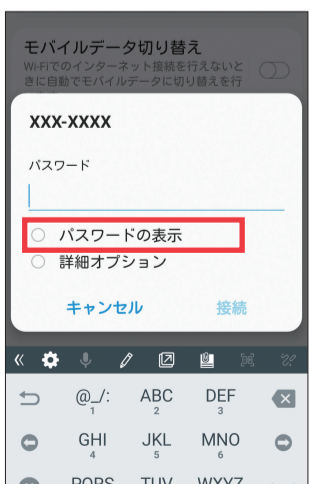 モバイルデータ切り替え
Wi-Fiでのインターネット接続を行えないと
きに自動でモバイルデータに切り替えを行
XXX-XXXX
パスワード
パスワードの表示
詳細オプション
キャンセル 接続
@_/: ABC DEF
1 2 3
GHI JKL MNO
4 5 6
PQRS TUV WXYZ